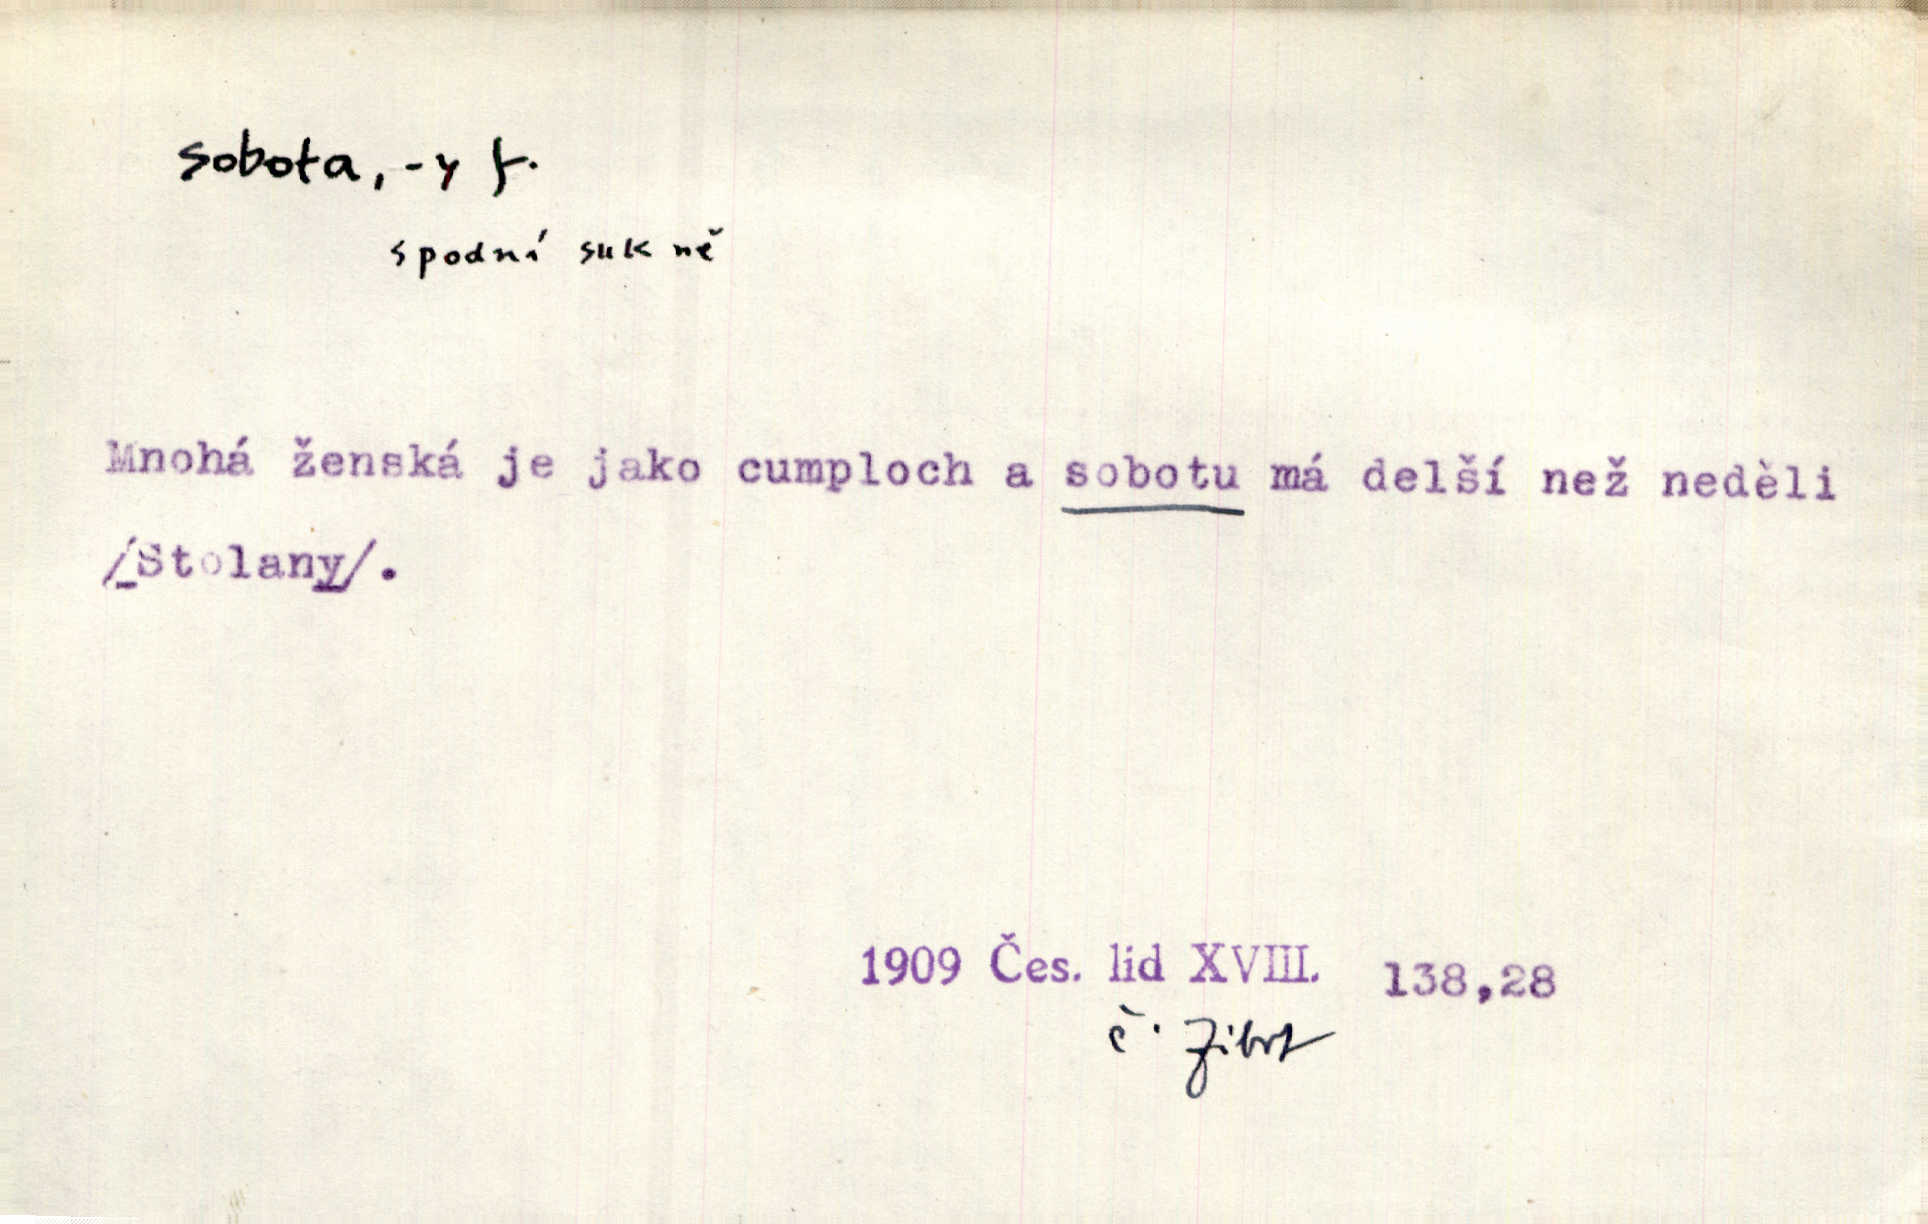 sobota, -y f.
spodní sukně
Mnohá ženská je jako cumploch a sobotu má delší než neděli
/Stolany/.
1909 Čes. lid XVIII. 138,28
Č. Zíbrt